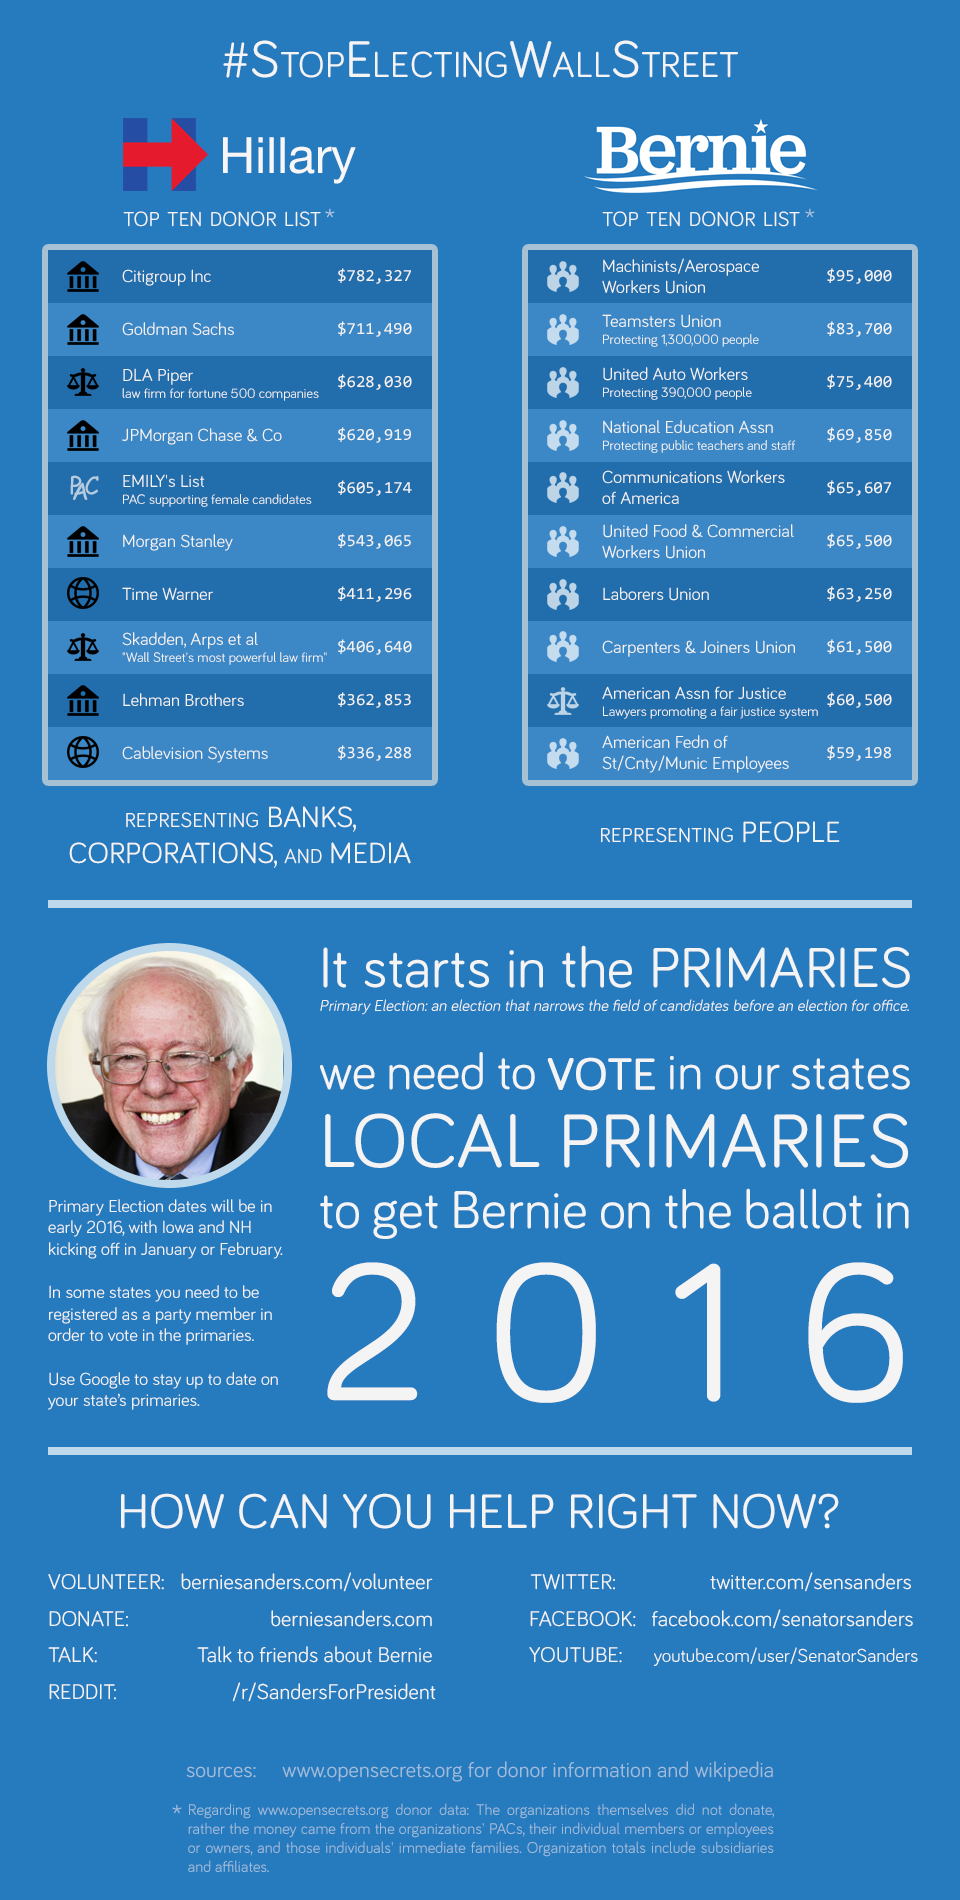 #StopElectingWallStreet
Hillary
TOP TEN DONOR LIST *
Citigroup Inc $782,327
Goldman Sachs $711,490
DLA Piper $628,030
law firm for fortune 500 companies
JPMorgan Chase & Co $620,919
PAC EMILY's List $605,174
PAC supporting female candidates
Morgan Stanley $543,065
Time Warner $411,296
Skadden, Arps et al $406,640
"Wall Street's most powerful law firm"
Lehman Brothers $362,853
Cablevision Systems $336,288
REPRESENTING BANKS,
CORPORATIONS, AND MEDIA
Bernie
TOP TEN DONOR LIST *
Machinists/Aerospace
Workers Union $95,000
Teamsters Union $83,700
Protecting 1,300,000 people
United Auto Workers $75,400
Protecting 390,000 people
National Education Assn $69,850
Protecting public teachers and staff
Communications Workers
of America $65,607
United Food & Commercial
Workers Union $65,500
Laborers Union $63,250
Carpenters & Joiners Union $61,500
American Assn for Justice $60,500
Lawyers promoting a fair justice system
American Fedn of
St/Cnty/Munic Employees $59,198
REPRESENTING PEOPLE
It starts in the PRIMARIES
Primary Election: an election that narrows the field of candidates before an election for office.
we need to VOTE in our states
LOCAL PRIMARIES
to get Bernie on the ballot in
2016
Primary Election dates will be in
early 2016, with Iowa and NH
kicking off in January or February.
In some states you need to be
registered as a party member in
order to vote in the primaries.
Use Google to stay up to date on
your state's primaries.
HOW CAN YOU HELP RIGHT NOW?
VOLUNTEER: berniesanders.com/volunteer
DONATE: berniesanders.com
TALK: Talk to friends about Bernie
REDDIT: /r/SandersForPresident
TWITTER: twitter.com/sensanders
FACEBOOK: facebook.com/senatorsanders
YOUTUBE: youtube.com/user/SenatorSanders
sources: www.opensecrets.org for donor information and wikipedia
* Regarding www.opensecrets.org donor data: The organizations themselves did not donate,
rather the money came from the organizations' PACs, their individual members or employees
or owners, and those individuals' immediate families. Organization totals include subsidiaries
and affiliates.